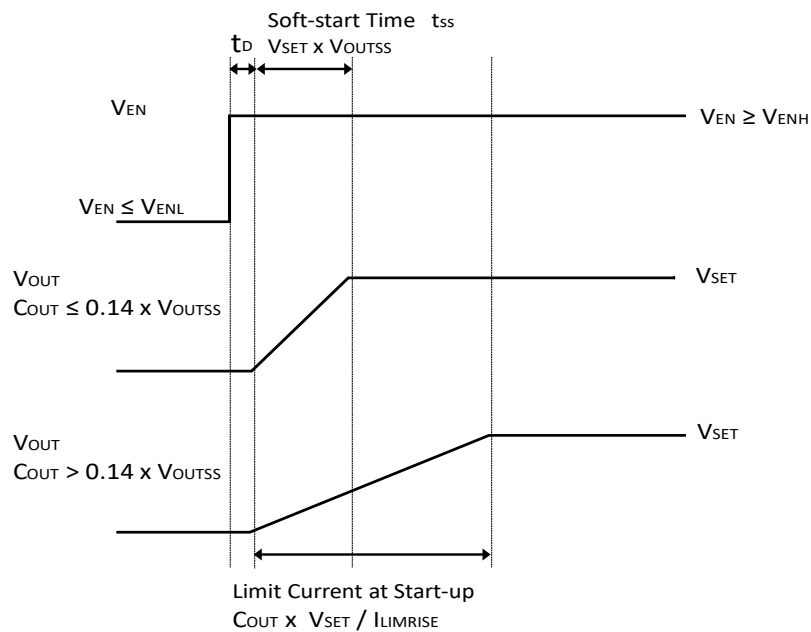 Soft-start Time tss
tD VSET x VOUTSS
VEN
VEN ≥ VENH
VEN ≤ VENL
VOUT
COUT ≤ 0.14 x VOUTSS
VSET
VOUT
COUT > 0.14 x VOUTSS
VSET
Limit Current at Start-up
COUT x VSET / ILIMRISE